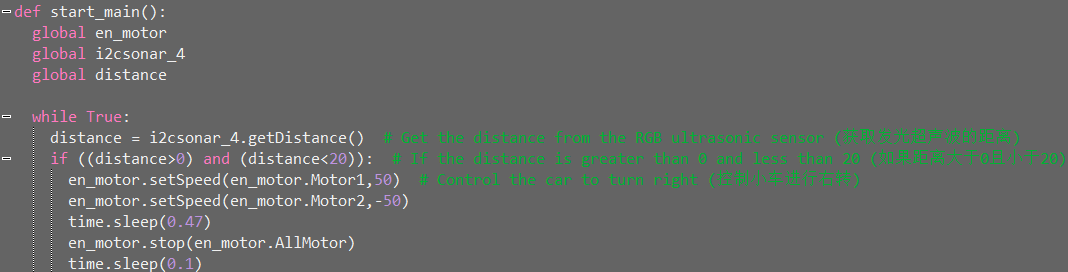 def start_main():
  global en_motor
  global i2csonar_4
  global distance
  while True:
    distance = i2csonar_4.getDistance()  # Get the distance from the RGB ultrasonic sensor (获取发光超声波的距离)
    if ((distance>0) and (distance<20)):  # If the distance is greater than 0 and less than 20 (如果距离大于0且小于20)
      en_motor.setSpeed(en_motor.Motor1,50)  # Control the car to turn right (控制小车进行右转)
      en_motor.setSpeed(en_motor.Motor2,-50)
      time.sleep(0.47)
      en_motor.stop(en_motor.AllMotor)
      time.sleep(0.1)